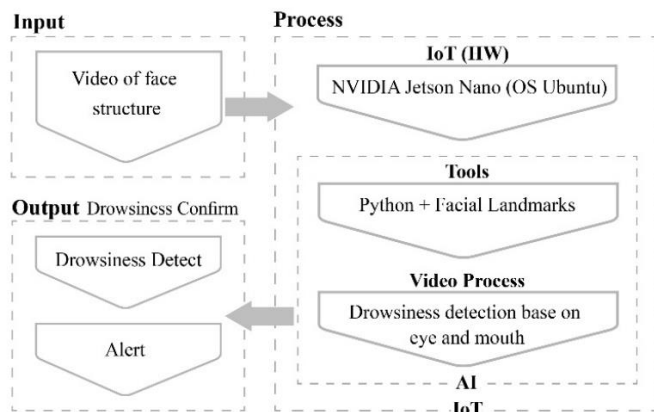 Input
Video of face
structure
Process
IoT (IIW)
NVIDIA Jetson Nano (OS Ubuntu)
Tools
Python + Facial Landmarks
Video Process
Drowsiness detection base on
eye and mouth
AI
IoT
Output Drowsiness Confirm
Drowsiness Detect
Alert